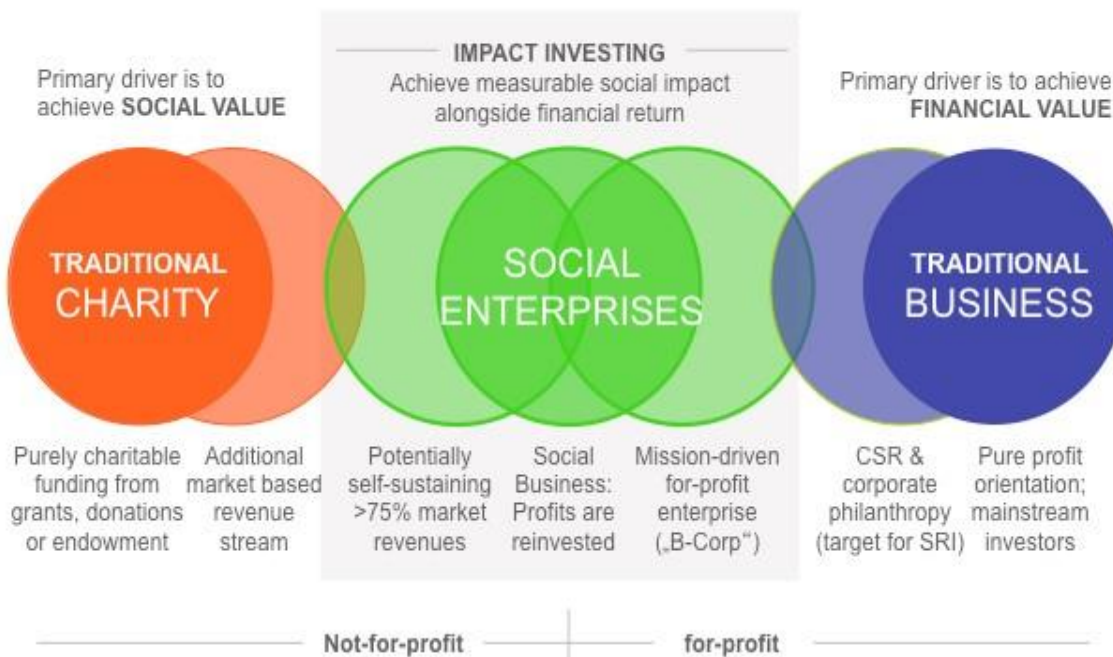 IMPACT INVESTING
Achieve measurable social impact
alongside financial return
Primary driver is to
achieve SOCIAL VALUE
Primary driver is to achieve
FINANCIAL VALUE
TRADITIONAL
CHARITY
SOCIAL
ENTERPRISES
TRADITIONAL
BUSINESS
Purely charitable
funding from
grants, donations
or endowment
Additional
market based
revenue
stream
Potentially
self-sustaining
>75% market
revenues
Social
Business:
Profits are
reinvested
Mission-driven
for-profit
enterprise
(„B-Corp“)
CSR &
corporate
philanthropy
(target for SRI)
Pure profit
orientation;
mainstream
investors
Not-for-profit
for-profit